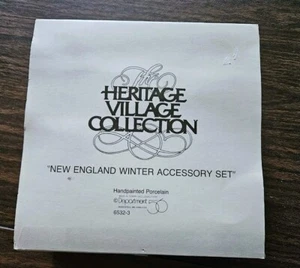 The
HERITAGE
VILLAGE
COLLECTION
"NEW ENGLAND WINTER ACCESSORY SET"
Handpainted Porcelain
© Department 56
6532-3